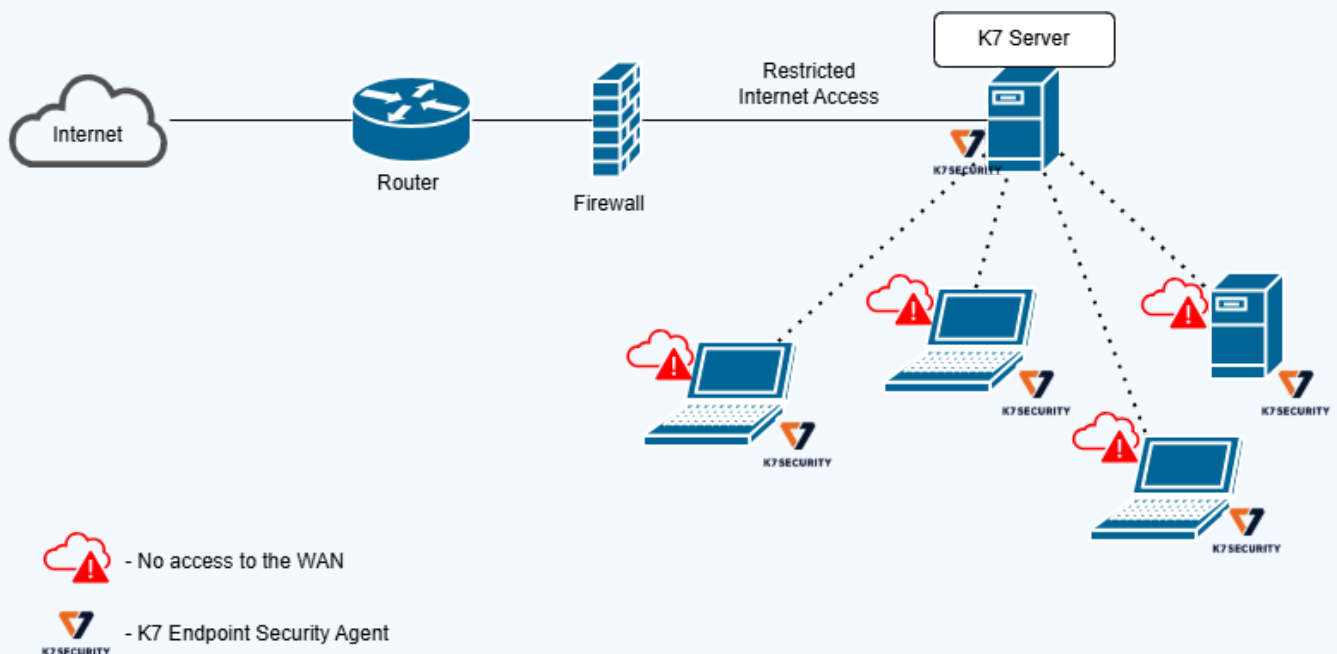 K7 Server
Restricted
Internet Access
Internet
Router
Firewall
K7SECURITY
K7SECURITY
K7SECURITY
K7SECURITY
K7SECURITY
- No access to the WAN
- K7 Endpoint Security Agent
K7SECURITY